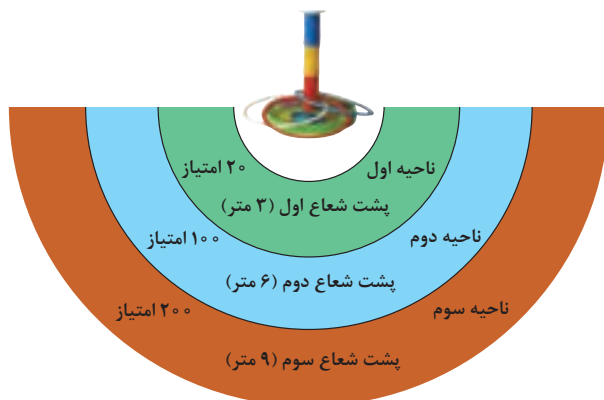 ناحیه اول
۲۰ امتیاز
پشت شعاع اول (۳ متر)
ناحیه دوم
۱۰۰ امتیاز
پشت شعاع دوم (۶ متر)
ناحیه سوم
۲۰۰ امتیاز
پشت شعاع سوم (۹ متر)